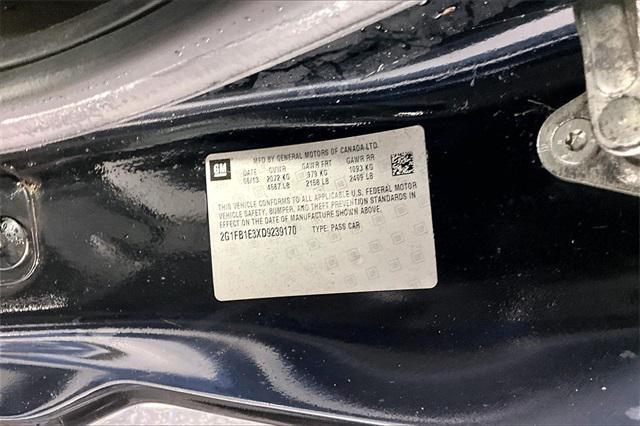 GM
MFD BY GENERAL MOTORS OF CANADA LTD.
DATE GVWR GAWR FRT GAWR RR
06/13 2072 KG 979 KG 1093 KG
4567 LB 2158 LB 2409 LB
THIS VEHICLE CONFORMS TO ALL APPLICABLE U.S. FEDERAL MOTOR
VEHICLE SAFETY, BUMPER, AND THEFT PREVENTION STANDARDS IN
EFFECT ON THE DATE OF MANUFACTURE SHOWN ABOVE.
2G1FB1E3XD9239170 TYPE: PASS CAR